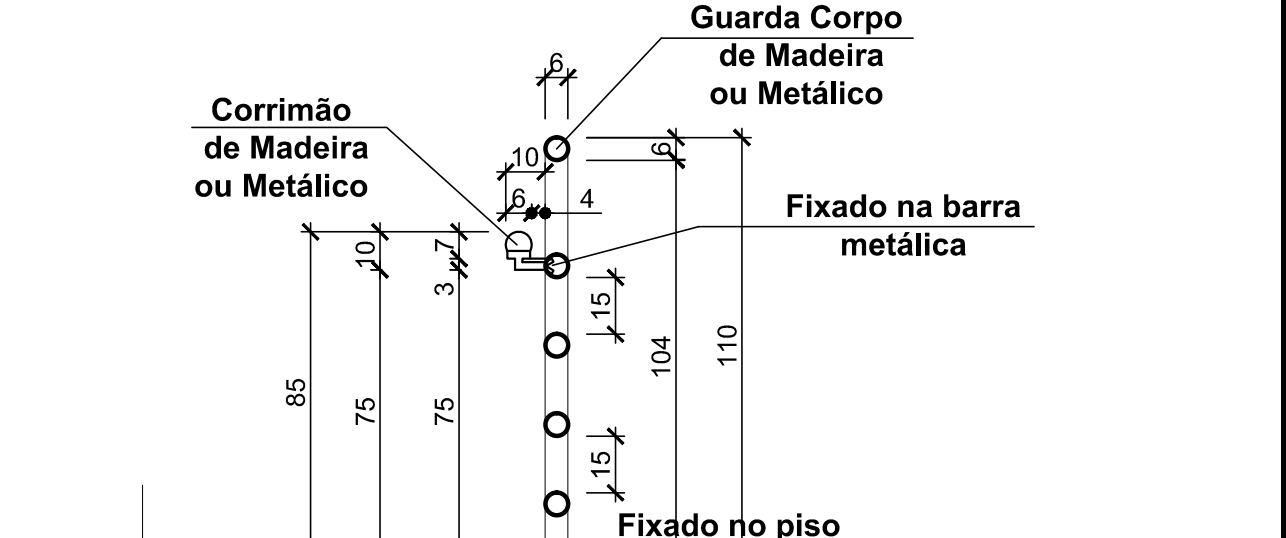 Guarda Corpo
de Madeira
ou Metálico
6
Corrimão
de Madeira
ou Metálico
10
6
6
4
Fixado na barra
metálica
10
7
3
15
104
110
85
75
75
15
Fixado no piso